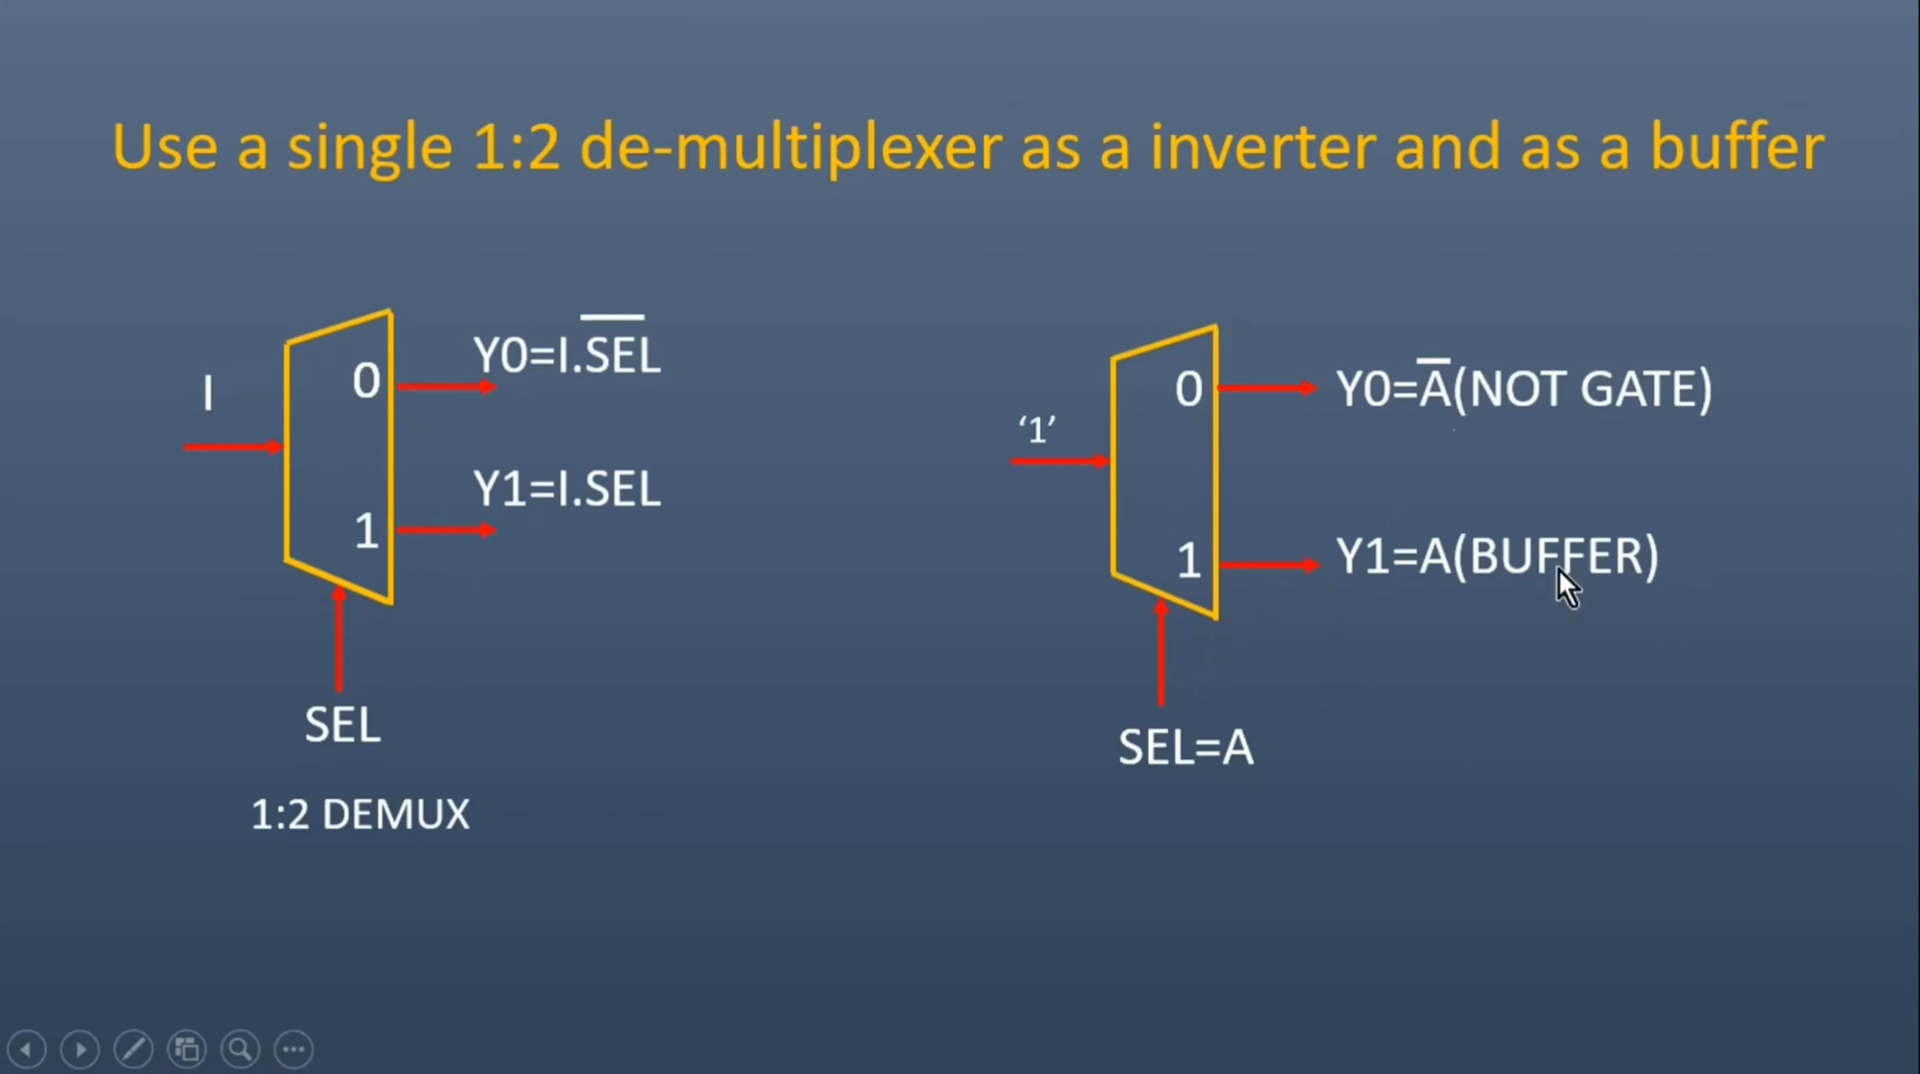 Use a single 1:2 de-multiplexer as a inverter and as a buffer
I
0
1
Y0=I.S̅E̅L̅
Y1=I.SEL
SEL
1:2 DEMUX
‘1’
0
1
Y0=A̅(NOT GATE)
Y1=A(BUFFER)
SEL=A